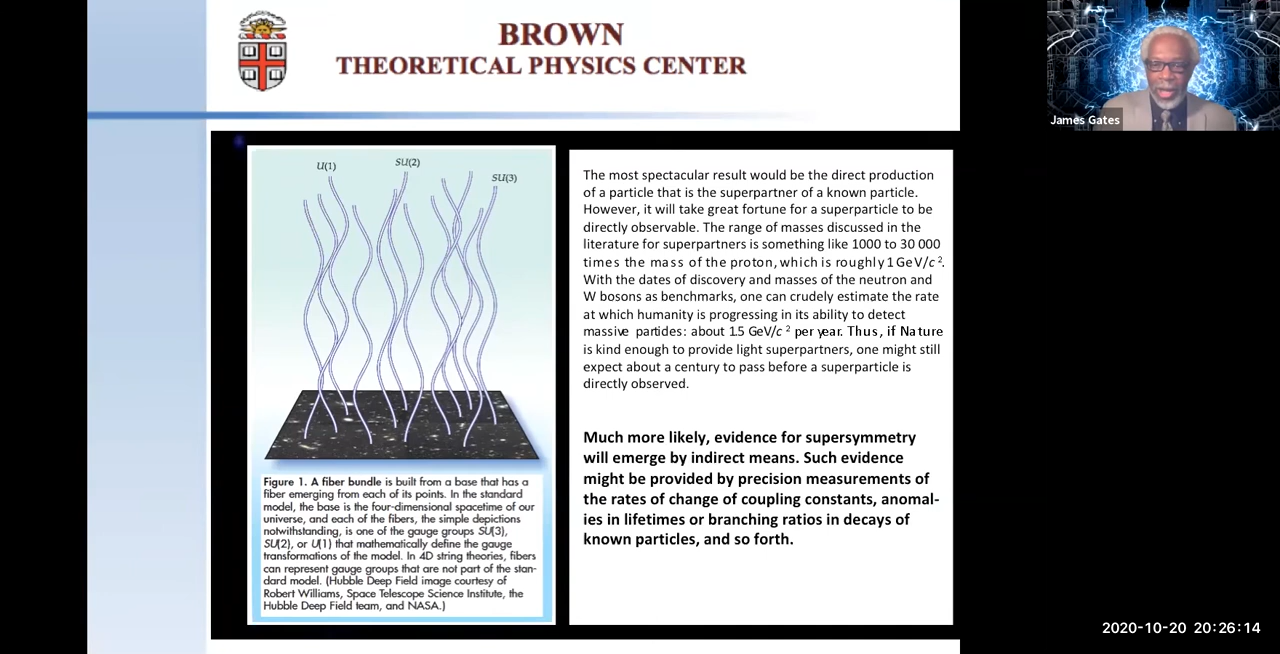 BROWN
THEORETICAL PHYSICS CENTER
James Gates
U(1)
SU(2)
SU(3)
Figure 1. A fiber bundle is built from a base that has a
fiber emerging from each of its points. In the standard
model, the base is the four-dimensional spacetime of our
universe, and each of the fibers, the simple depictions
notwithstanding, is one of the gauge groups SU(3),
SU(2), or U(1) that mathematically define the gauge
transformations of the model. In 4D string theories, fibers
can represent gauge groups that are not part of the stan-
dard model. (Hubble Deep Field image courtesy of
Robert Williams, Space Telescope Science Institute, the
Hubble Deep Field team, and NASA.)
The most spectacular result would be the direct production
of a particle that is the superpartner of a known particle.
However, it will take great fortune for a superparticle to be
directly observable. The range of masses discussed in the
literature for superpartners is something like 1000 to 30 000
times the mass of the proton, which is roughly 1 GeV/c².
With the dates of discovery and masses of the neutron and
W bosons as benchmarks, one can crudely estimate the rate
at which humanity is progressing in its ability to detect
massive partides: about 1.5 GeV/c² per year. Thus, if Nature
is kind enough to provide light superpartners, one might still
expect about a century to pass before a superparticle is
directly observed.
Much more likely, evidence for supersymmetry
will emerge by indirect means. Such evidence
might be provided by precision measurements of
the rates of change of coupling constants, anomal-
ies in lifetimes or branching ratios in decays of
known particles, and so forth.
2020-10-20 20:26:14